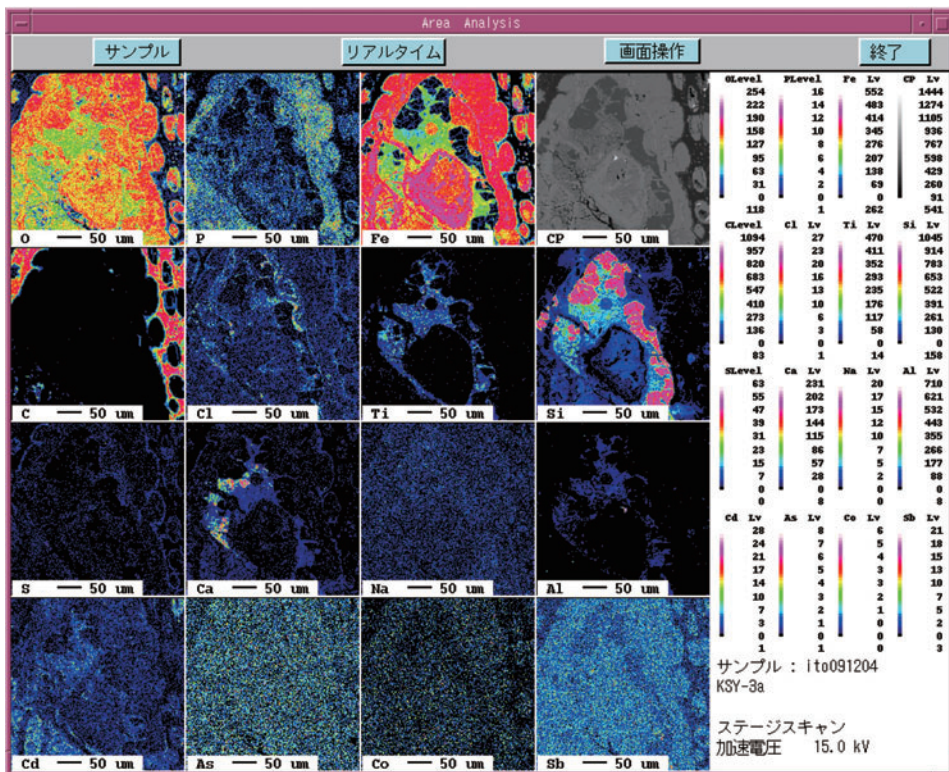 Area Analysis
サンプル リアルタイム 画面操作 終了
O 50 um P 50 um Fe 50 um CP 50 um
C 50 um Cl 50 um Ti 50 um Si 50 um
S 50 um Ca 50 um Na 50 um Al 50 um
Cd 50 um As 50 um Co 50 um Sb 50 um
OLevel PLevel Fe Lv CP Lv
254 16 552 1444
222 14 483 1274
190 12 414 1105
158 10 345 936
127 8 276 767
95 6 207 598
63 4 138 429
31 2 69 260
0 0 0 91
118 1 262 541
CLevel Cl Lv Ti Lv Si Lv
1094 27 470 1045
957 23 411 914
820 20 352 783
683 16 293 653
547 13 235 522
410 10 176 391
273 6 117 261
136 3 58 130
0 0 0 0
83 1 14 158
SLevel Ca Lv Na Lv Al Lv
63 231 20 710
55 202 17 621
47 173 15 532
39 144 12 443
31 115 10 355
23 86 7 266
15 57 5 177
7 28 2 88
0 0 0 0
0 8 0 8
Cd Lv As Lv Co Lv Sb Lv
28 8 6 21
24 7 5 18
21 6 4 15
17 5 3 13
14 4 3 10
10 3 2 7
7 2 1 5
3 1 0 2
0 0 0 0
1 1 0 3
サンプル : ito091204
KSY-3a
ステージスキャン
加速電圧 15.0 kV